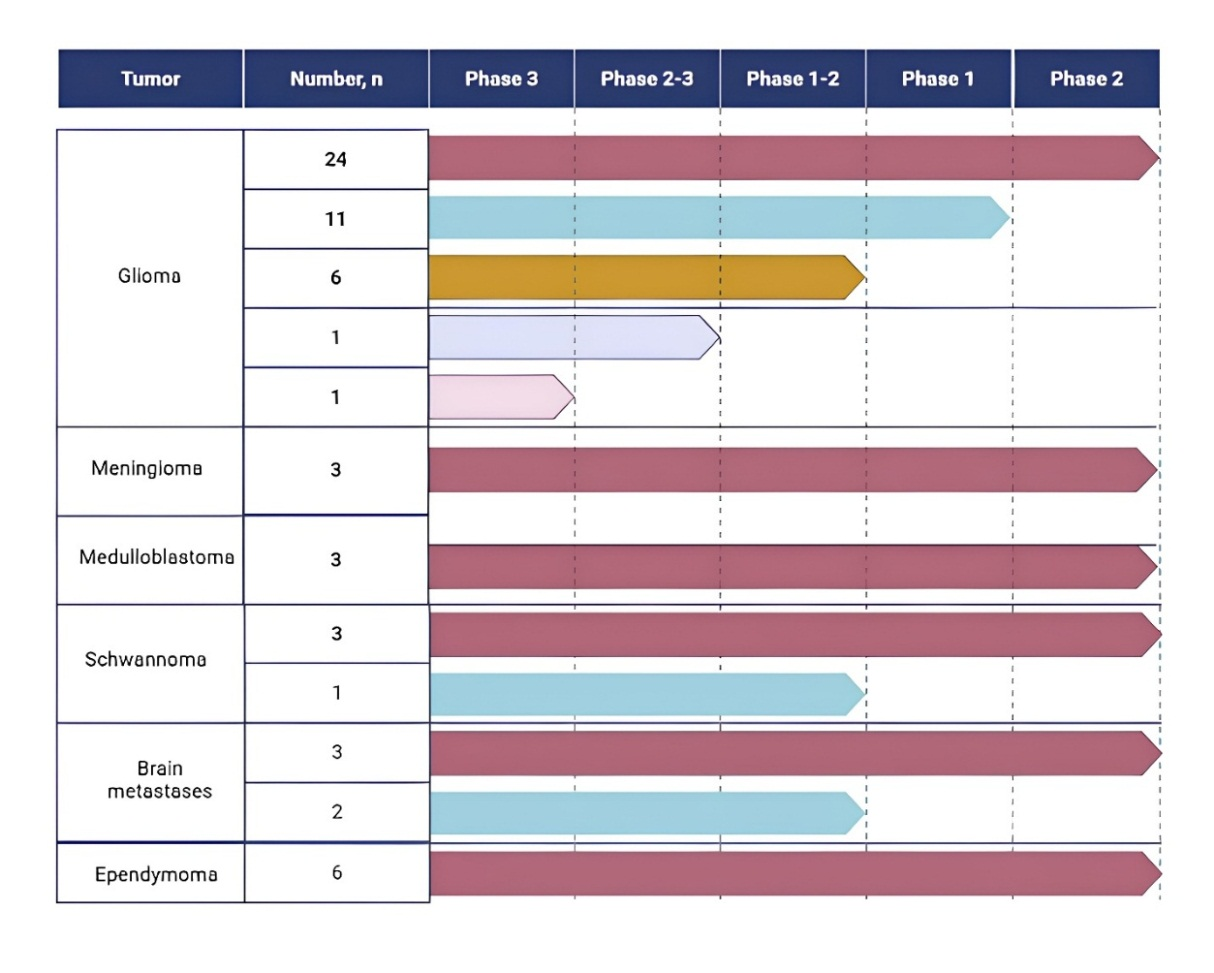 Tumor Number, n Phase 3 Phase 2-3 Phase 1-2 Phase 1 Phase 2
Glioma
24
11
6
1
1
Meningioma
3
Medulloblastoma
3
Schwannoma
3
1
Brain
metastases
3
2
Ependymoma
6